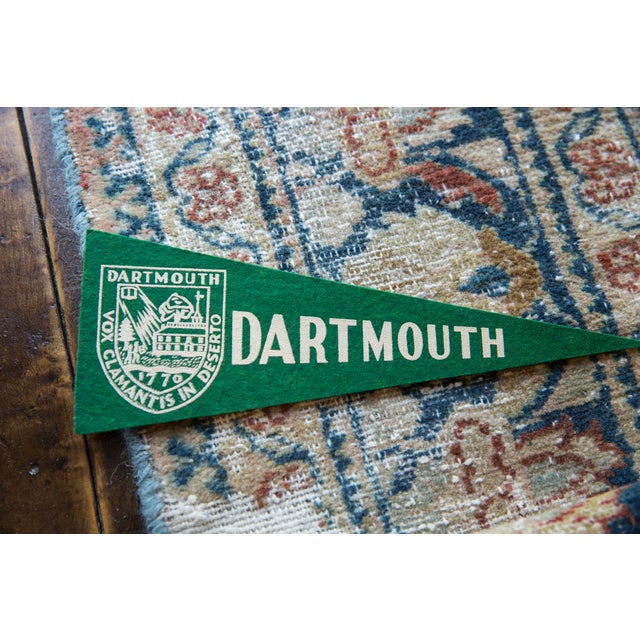 DARTMOUTH
VOX CLAMANTIS IN DESERTO
1770
DARTMOUTH